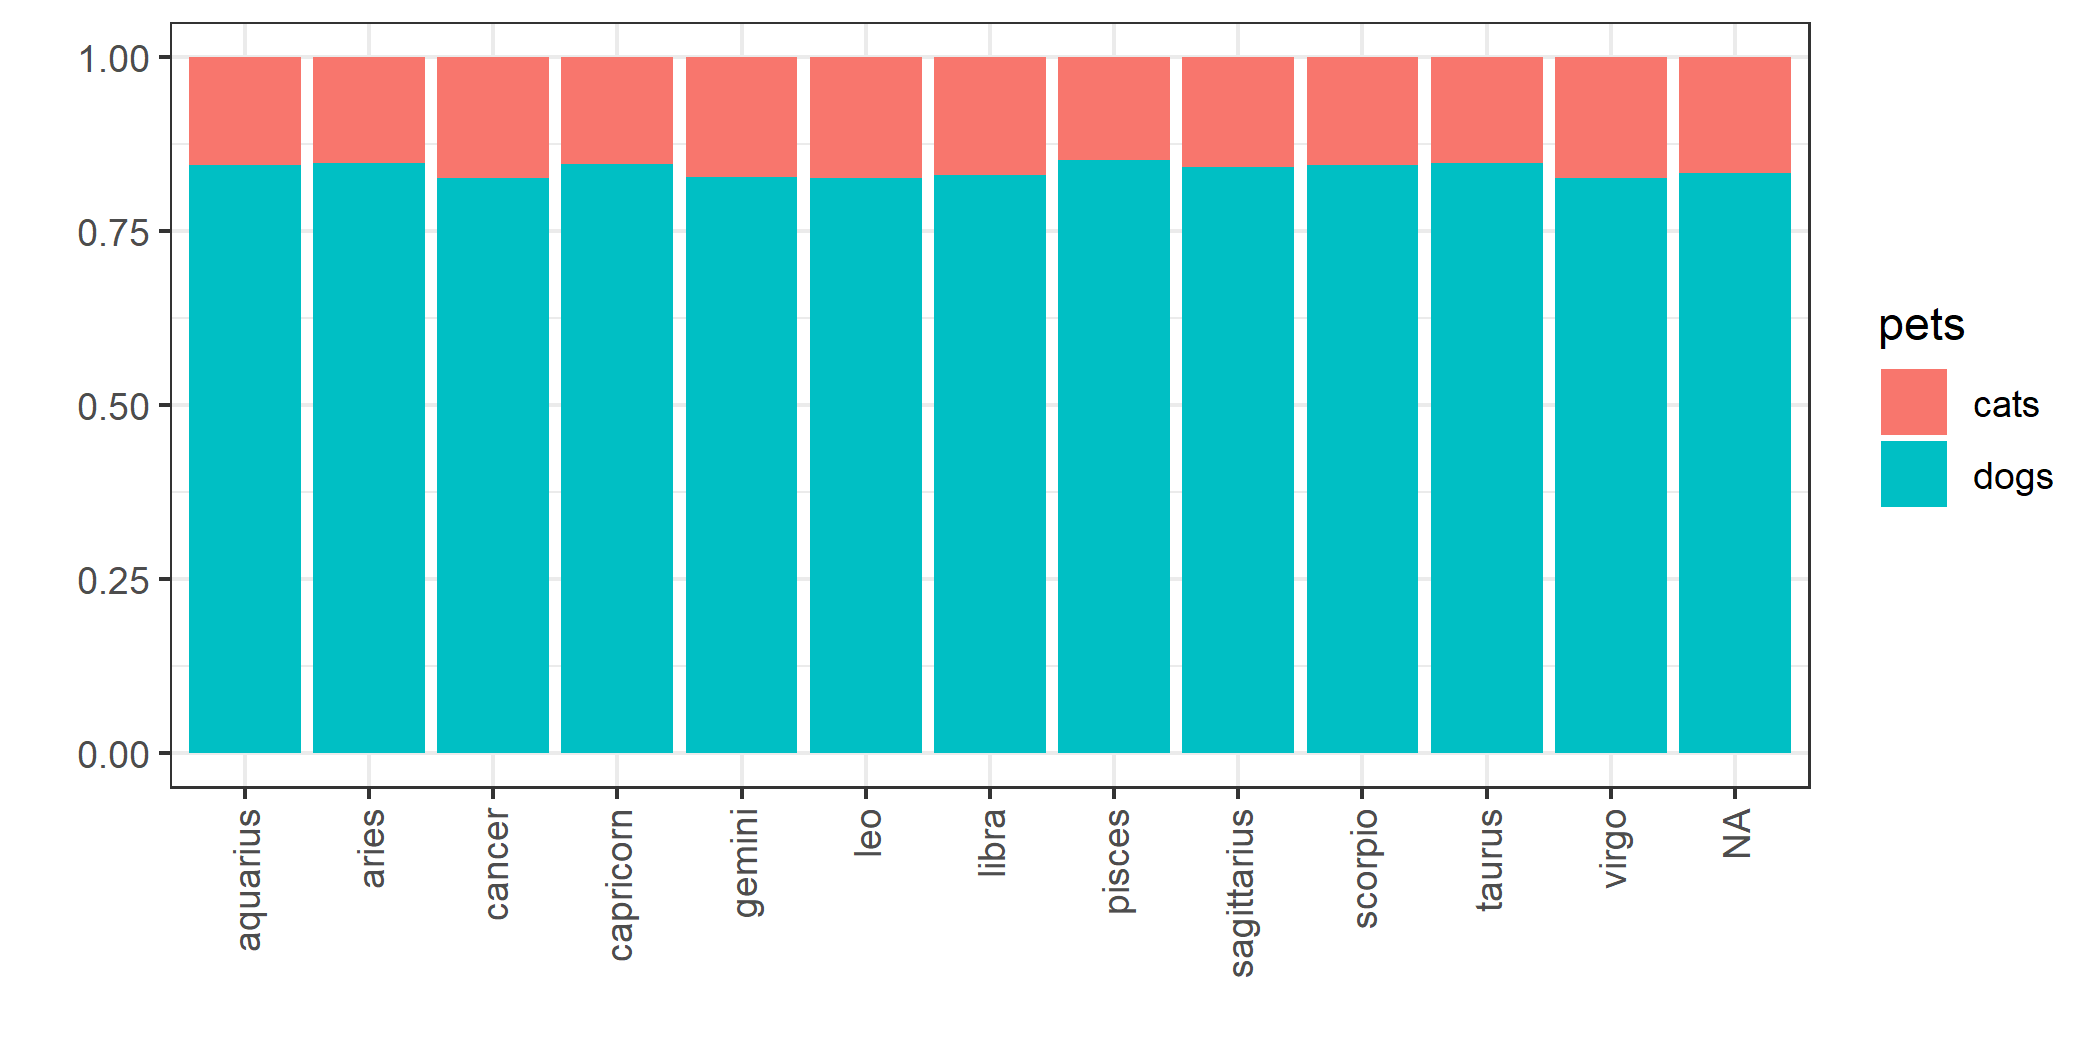 1.00
0.75
0.50
0.25
0.00
aquarius
aries
cancer
capricorn
gemini
leo
libra
pisces
sagittarius
scorpio
taurus
virgo
NA
pets
cats
dogs